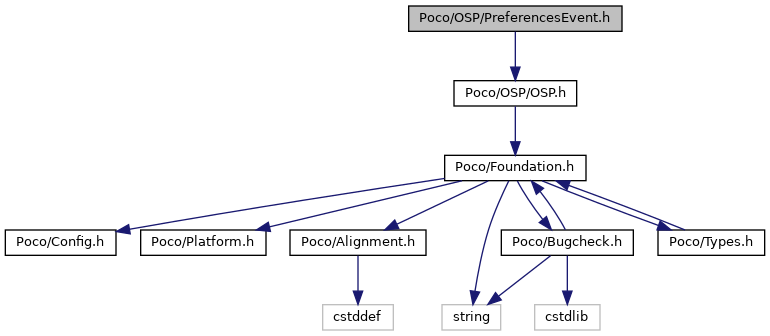 Poco/OSP/PreferencesEvent.h
Poco/OSP/OSP.h
Poco/Foundation.h
Poco/Config.h
Poco/Platform.h
Poco/Alignment.h
Poco/Bugcheck.h
Poco/Types.h
cstddef
string
cstdlib